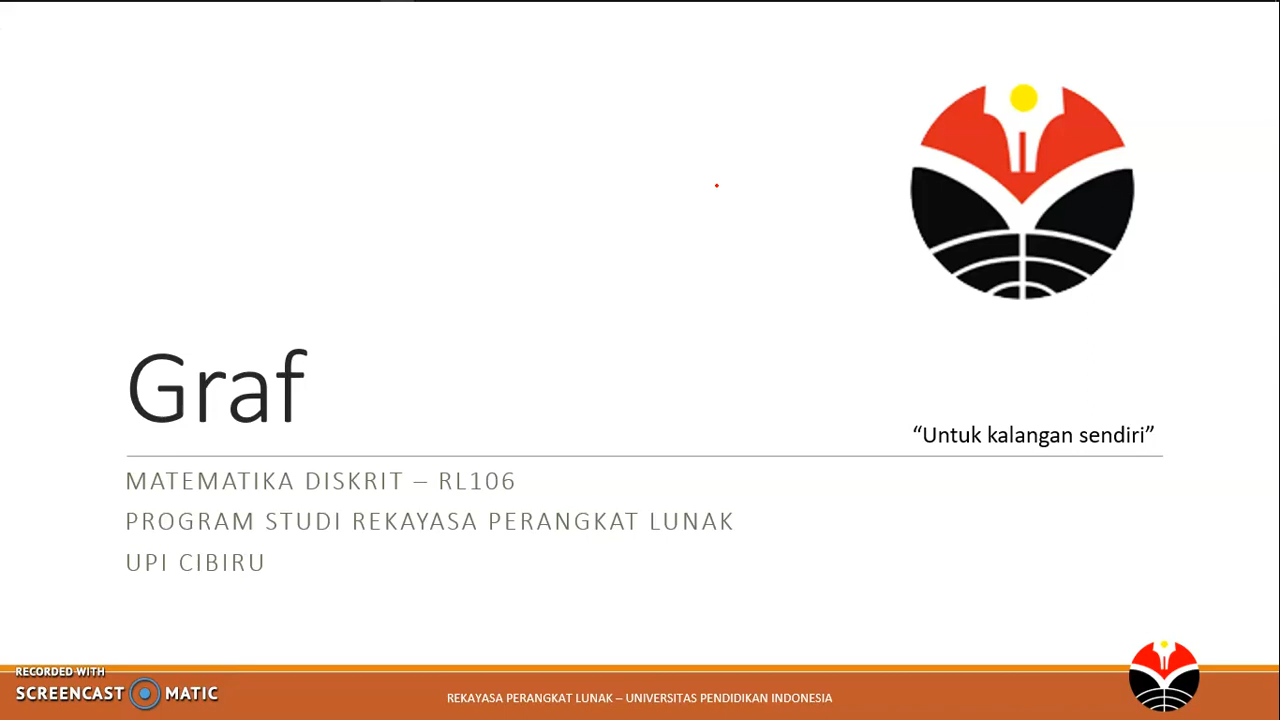 Graf
“Untuk kalangan sendiri”
MATEMATIKA DISKRIT – RL106
PROGRAM STUDI REKAYASA PERANGKAT LUNAK
UPI CIBIRU
RECORDED WITH
SCREENCAST MATIC
REKAYASA PERANGKAT LUNAK – UNIVERSITAS PENDIDIKAN INDONESIA